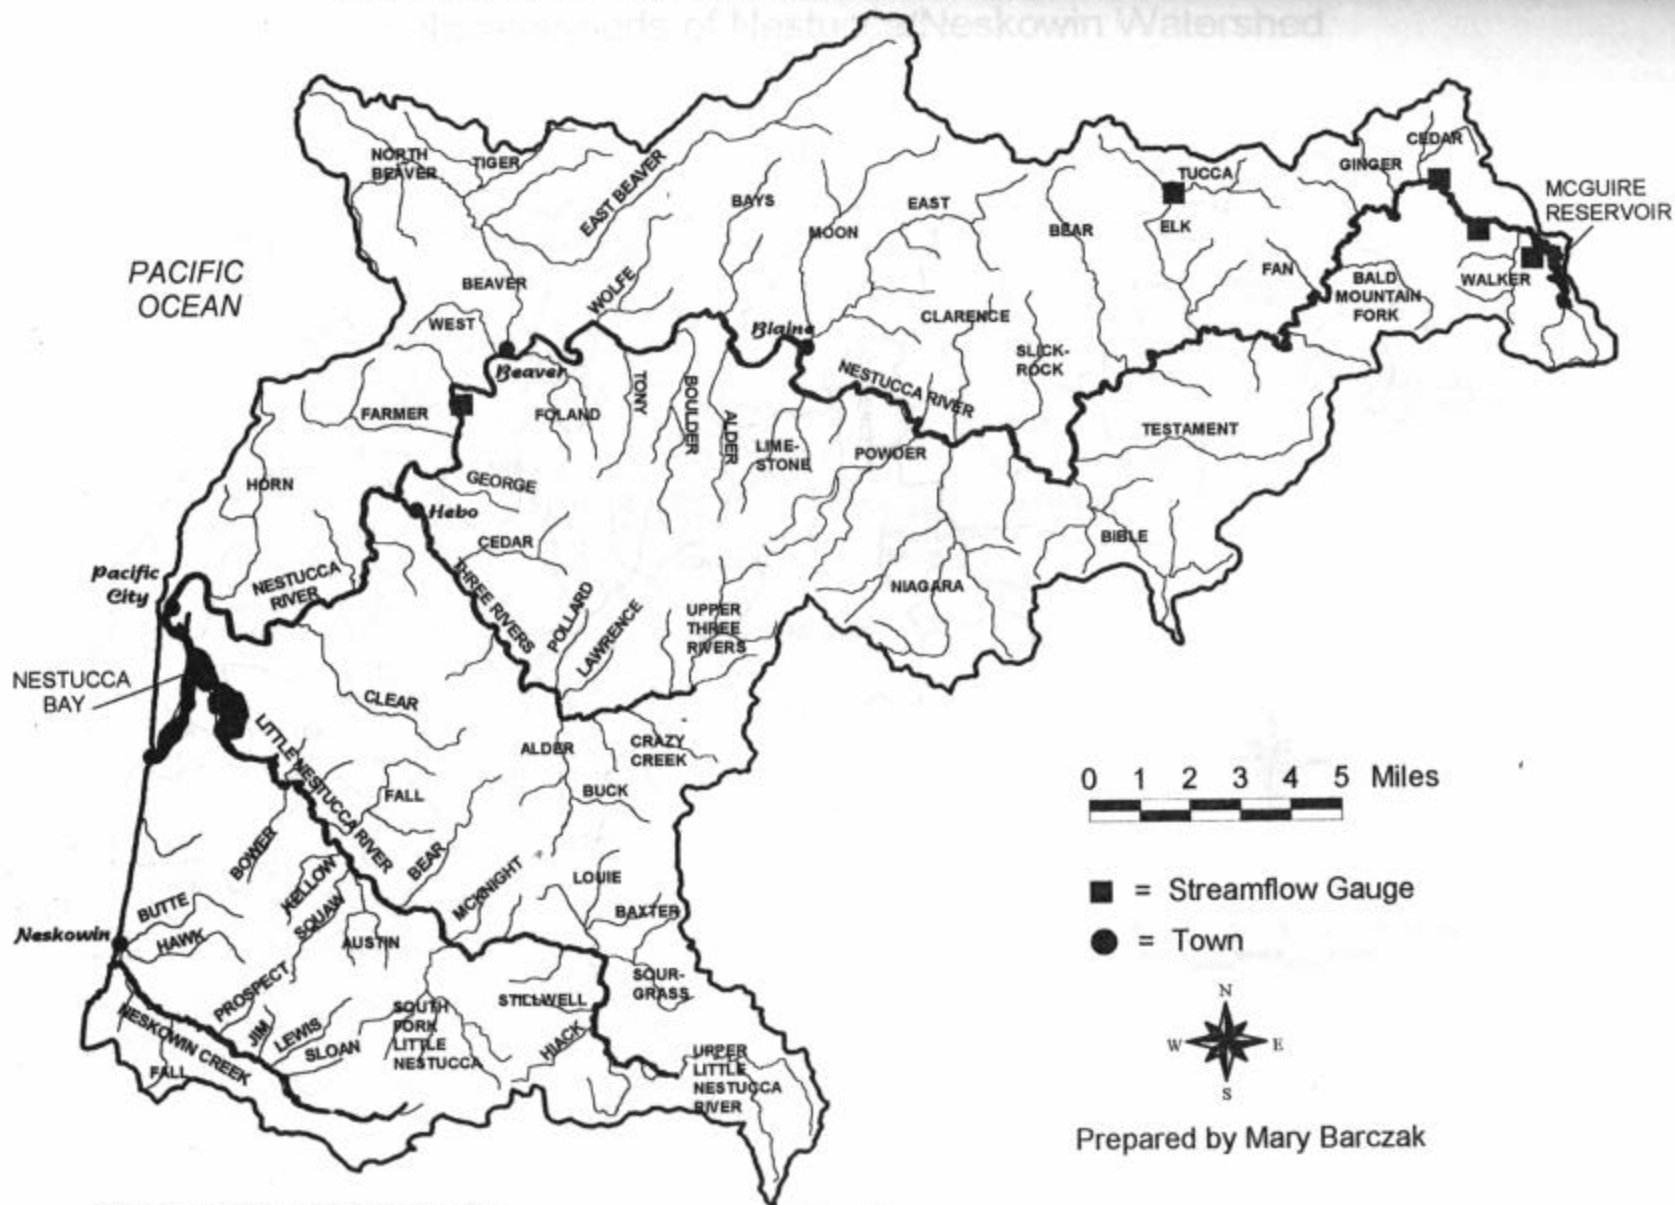 Nestucca/Neskowin Watershed
NORTH
BEAVER
TIGER
EAST BEAVER
BAYS
MOON
EAST
BEAR
TUCCA
ELK
FAN
GINGER
CEDAR
MCGUIRE
RESERVOIR
BALD
MOUNTAIN
FORK
WALKER
PACIFIC
OCEAN
BEAVER
WEST
WOLFE
Beaver
Blaine
CLARENCE
SLICK-
ROCK
NESTUCCA RIVER
FARMER
FOLAND
TONY
BOULDER
ALDER
LIME-
STONE
POWDER
TESTAMENT
HORN
GEORGE
Hebo
CEDAR
THREE RIVERS
POLLARD
LAWRENCE
UPPER
THREE
RIVERS
NIAGARA
BIBLE
Pacific
City
NESTUCCA
RIVER
NESTUCCA
BAY
CLEAR
LITTLE NESTUCCA RIVER
FALL
ALDER
CRAZY
CREEK
BUCK
BOWER
KELLOW
SQUAW
BEAR
MCKNIGHT
LOUIE
BAXTER
BUTTE
HAWK
Neskowin
AUSTIN
PROSPECT
JIM
LEWIS
SLOAN
SOUTH
FORK
LITTLE
NESTUCCA
STILLWELL
HIACK
SOUR-
GRASS
NESKOWIN CREEK
FALL
UPPER
LITTLE
NESTUCCA
RIVER
0 1 2 3 4 5 Miles
= Streamflow Gauge
= Town
N
W E
S
Prepared by Mary Barczak